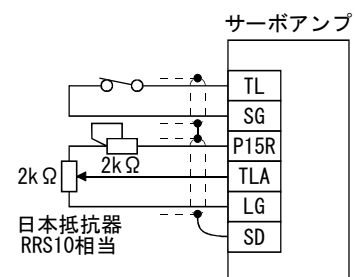 サーボアンプ
TL
SG
P15R
2kΩ
TLA
2kΩ
LG
SD
日本抵抗器
RRS10相当